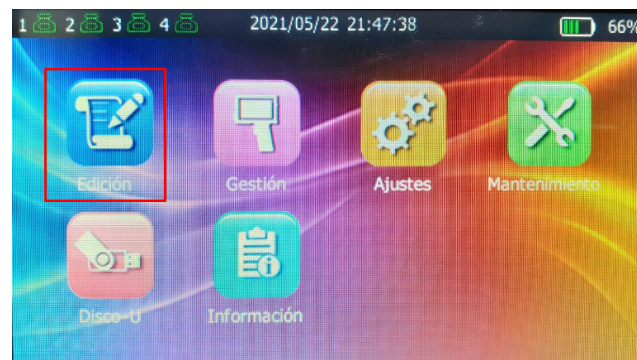 1 2 3 4 2021/05/22 21:47:38 66%
Edición Gestión Ajustes Mantenimiento
Disco-U Información